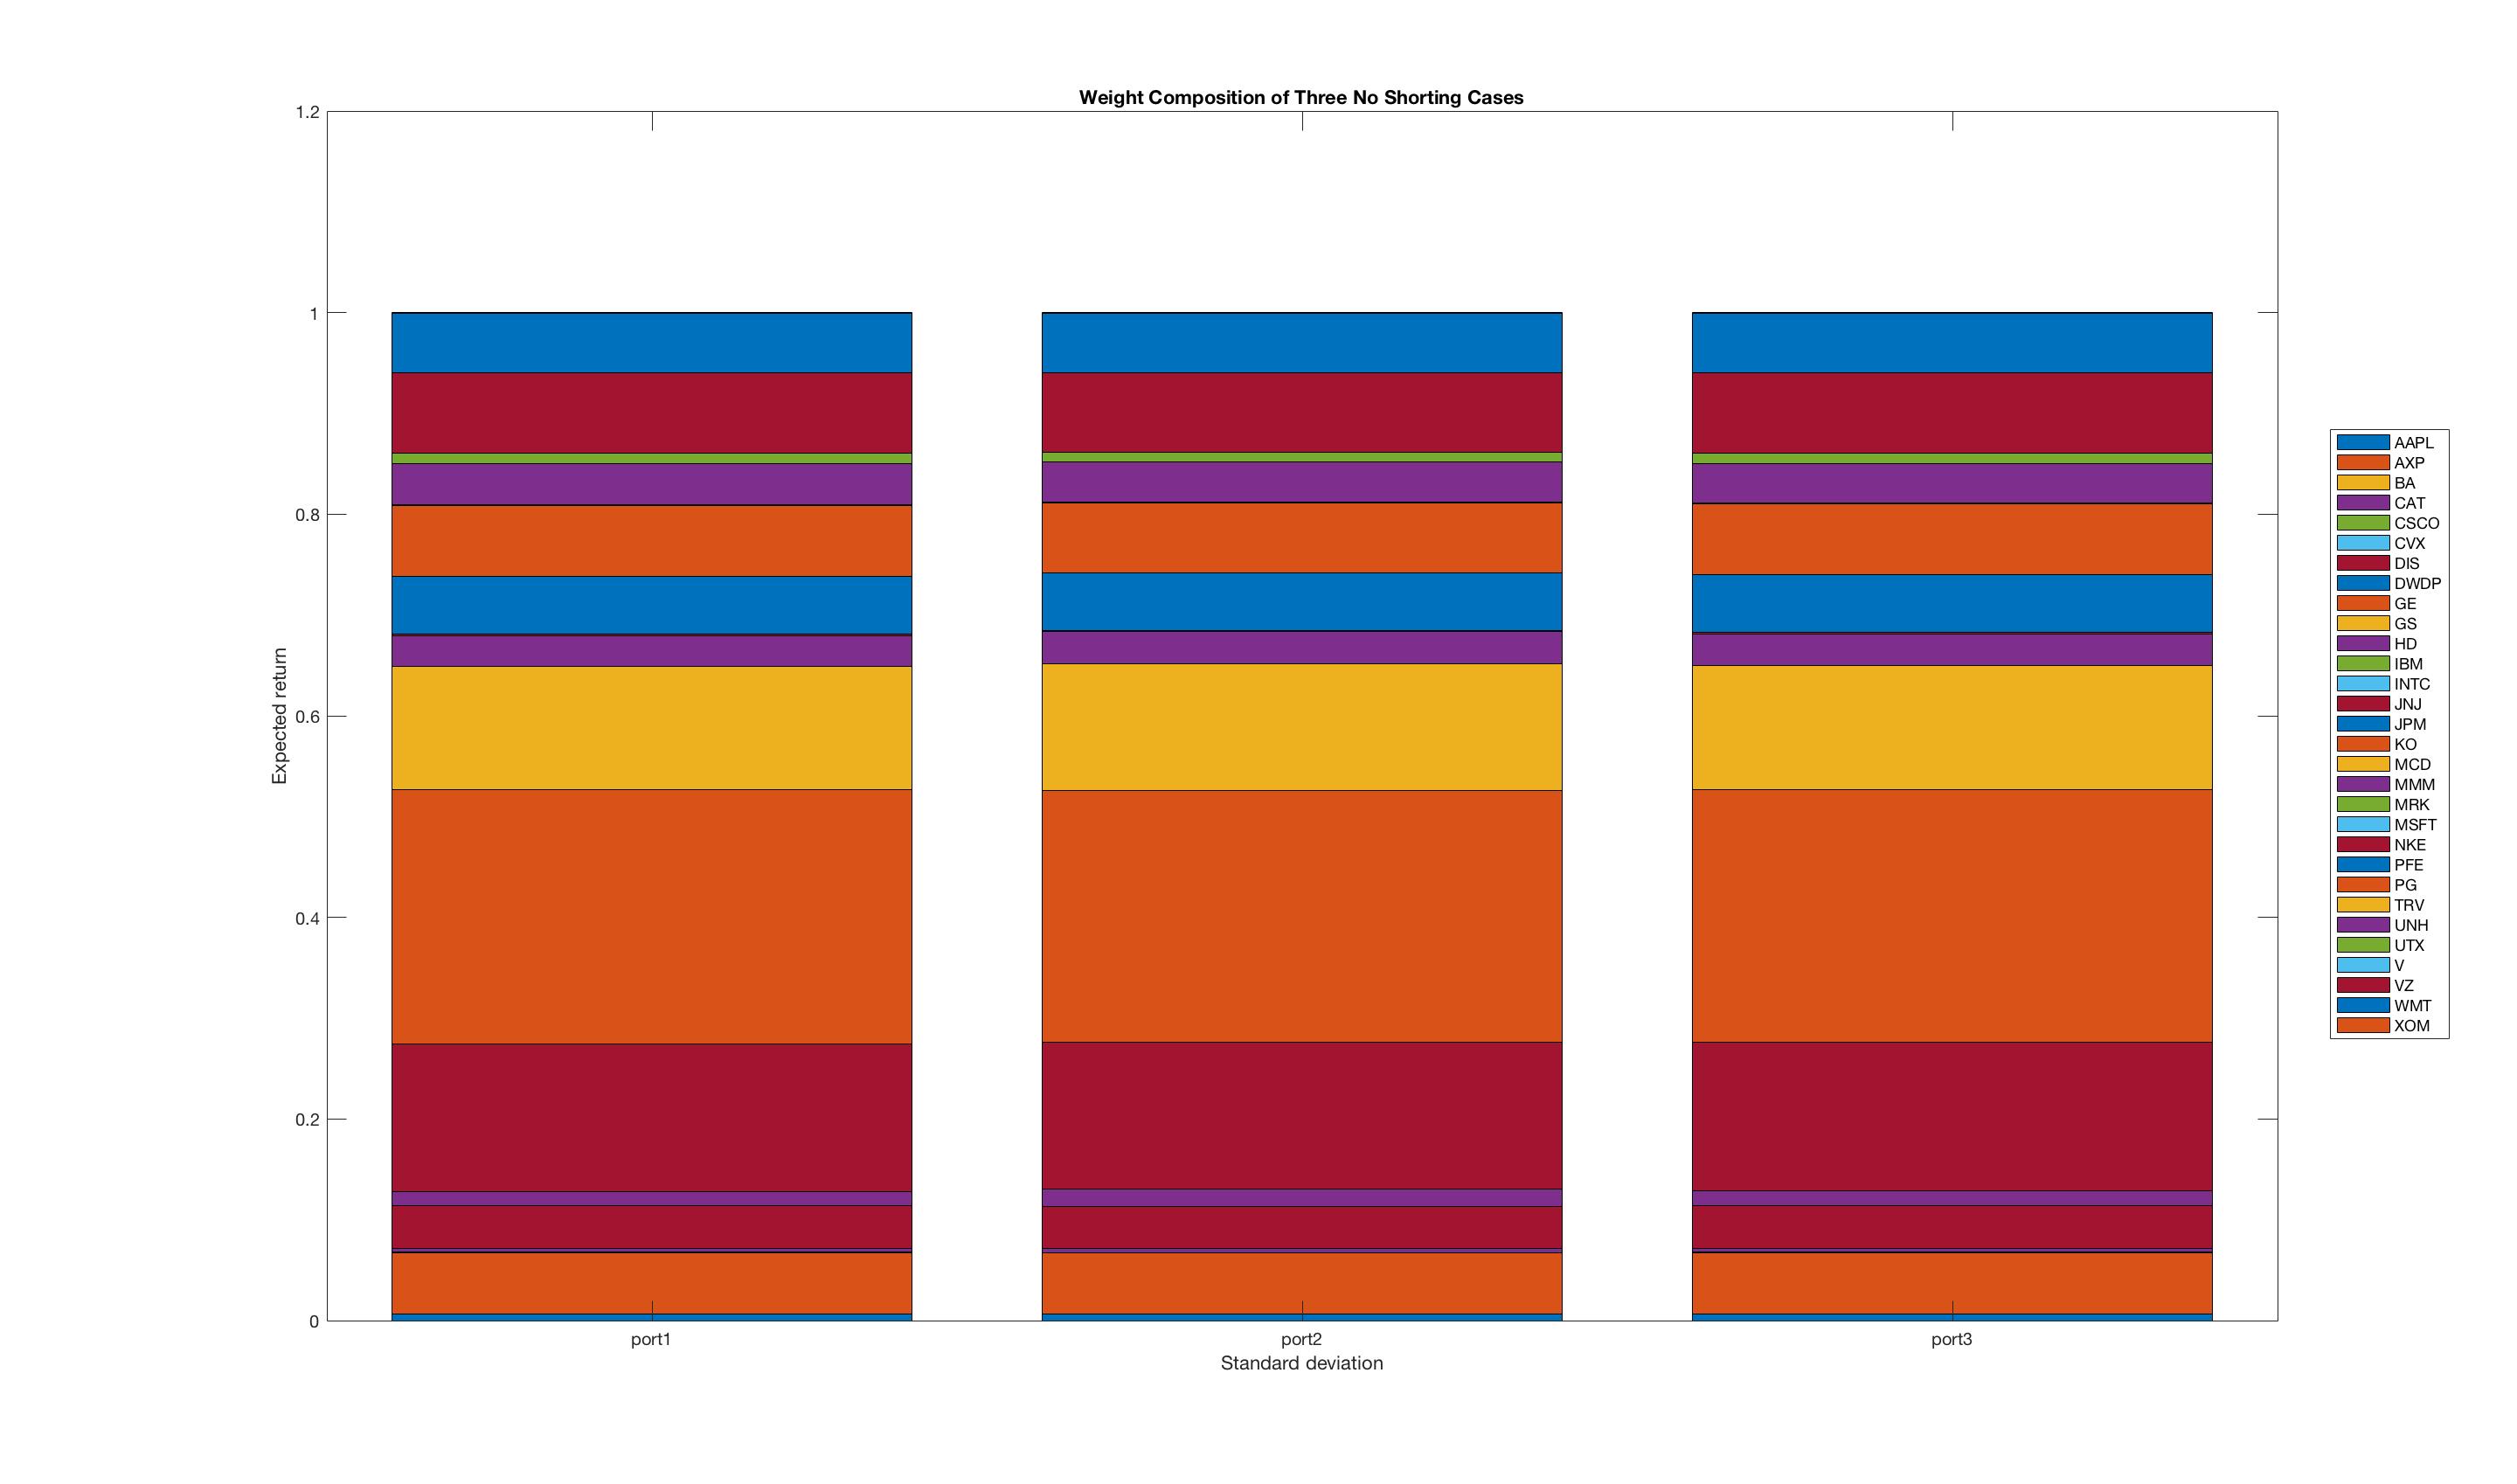 Weight Composition of Three No Shorting Cases
1.2
1
0.8
0.6
0.4
0.2
0
Expected return
port1 port2 port3
Standard deviation
AAPL
AXP
BA
CAT
CSCO
CVX
DIS
DWDP
GE
GS
HD
IBM
INTC
JNJ
JPM
KO
MCD
MMM
MRK
MSFT
NKE
PFE
PG
TRV
UNH
UTX
V
VZ
WMT
XOM